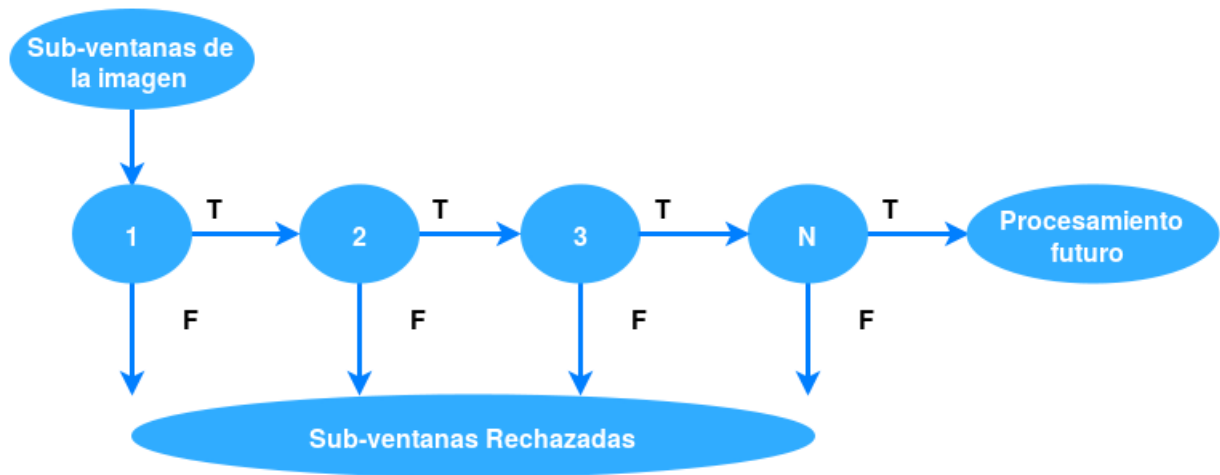 Sub-ventanas de
la imagen
T
T
T
T
1
2
3
N
Procesamiento
futuro
F
F
F
F
Sub-ventanas Rechazadas